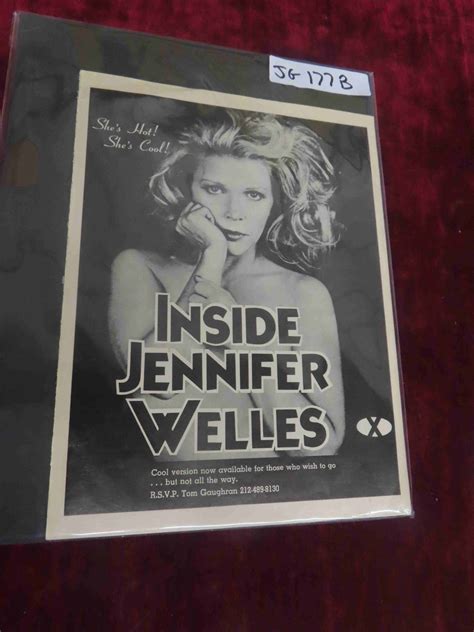 JG 177B
She's Hot!
She's Cool!
INSIDE
JENNIFER
WELLES
X
Cool version now available for those who wish to go
. . . but not all the way.
R.S.V.P. Tom Gaughran 212-489-8130